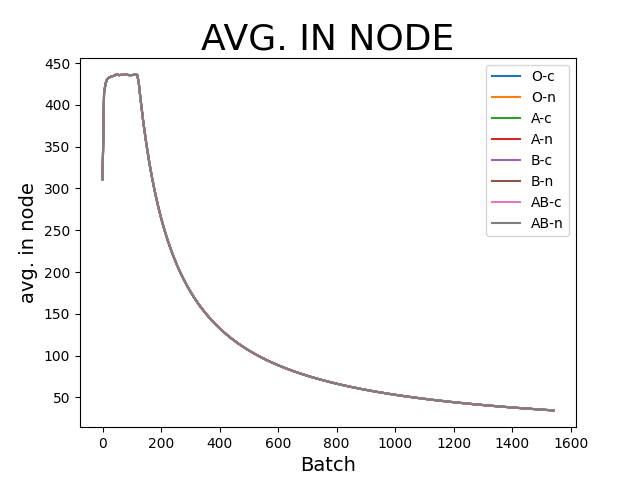 AVG. IN NODE
450
400
350
300
250
200
150
100
50
avg. in node
0 200 400 600 800 1000 1200 1400 1600
Batch
O-c
O-n
A-c
A-n
B-c
B-n
AB-c
AB-n